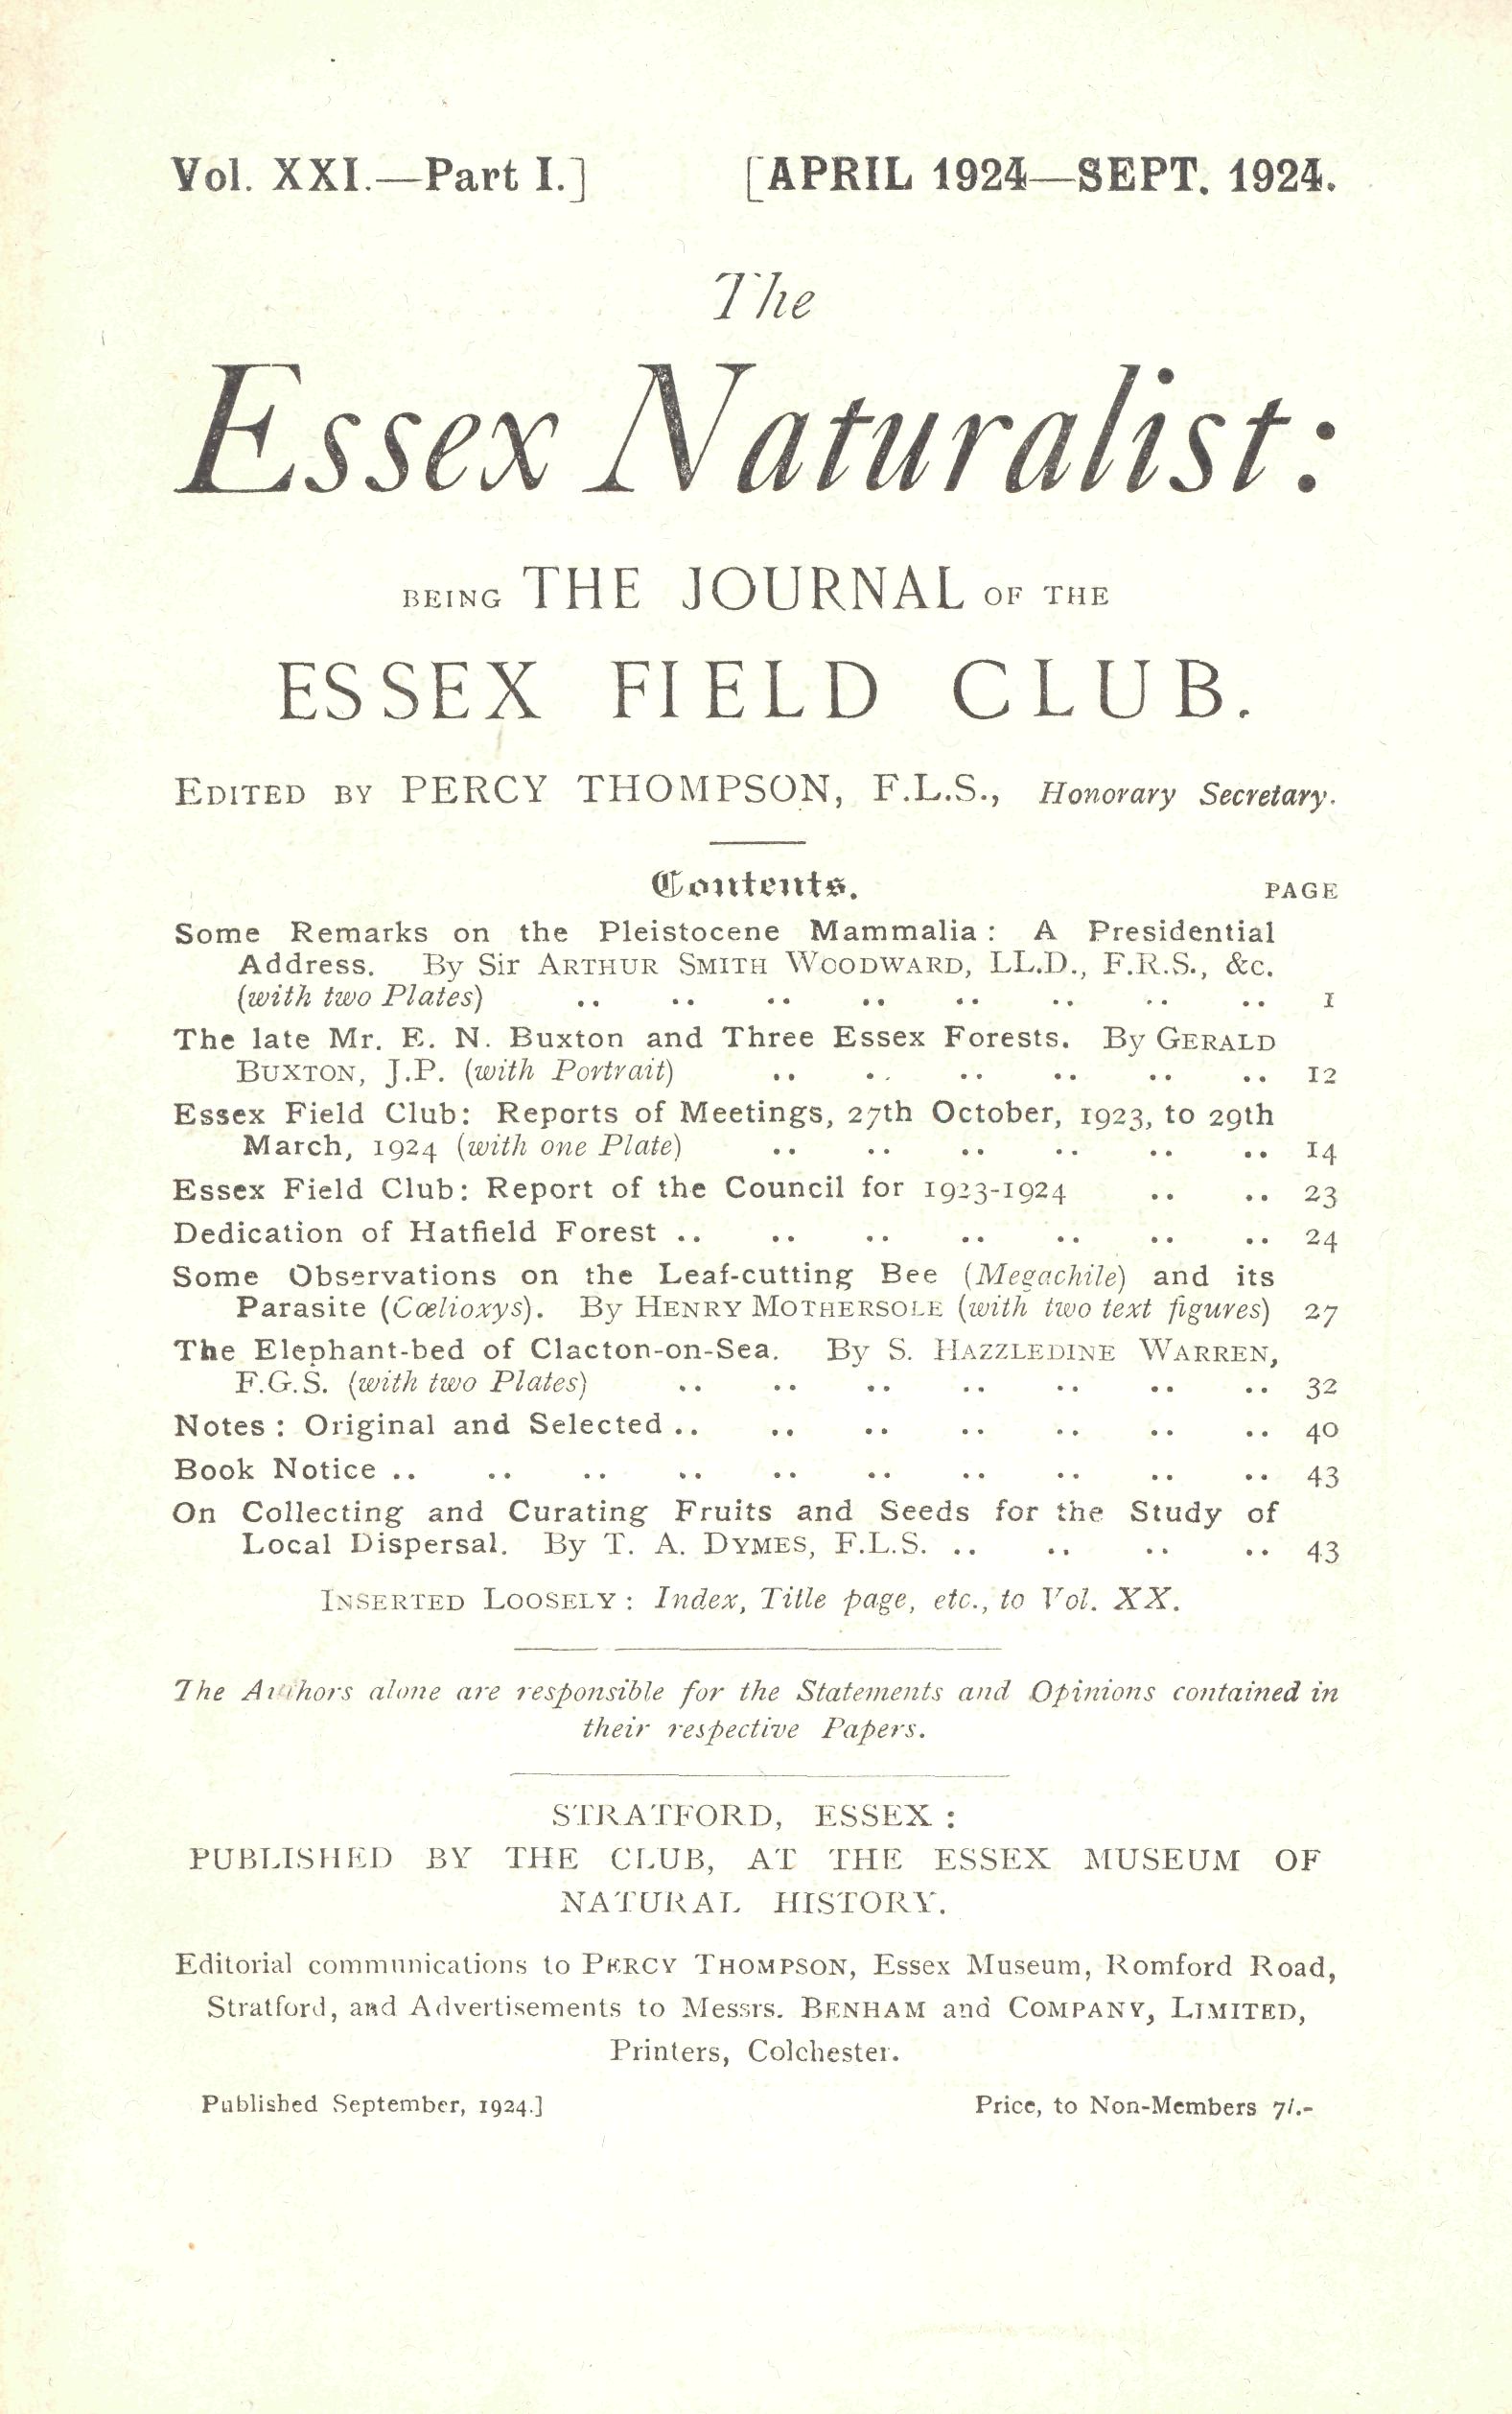 Vol. XXI.—Part I.] [APRIL 1924—SEPT. 1924.
The
Essex Naturalist:
BEING THE JOURNAL OF THE
ESSEX FIELD CLUB.
EDITED BY PERCY THOMPSON, F.L.S., Honorary Secretary.
Contents.
PAGE
Some Remarks on the Pleistocene Mammalia: A Presidential
Address. By Sir ARTHUR SMITH WOODWARD, LL.D., F.R.S., &c.
(with two Plates) .. .. .. .. .. .. .. .. 1
The late Mr. E. N. Buxton and Three Essex Forests. By GERALD
BUXTON, J.P. (with Portrait) .. .. .. .. .. .. 12
Essex Field Club: Reports of Meetings, 27th October, 1923, to 29th
March, 1924 (with one Plate) .. .. .. .. .. .. 14
Essex Field Club: Report of the Council for 1923-1924 .. .. 23
Dedication of Hatfield Forest .. .. .. .. .. .. .. 24
Some Observations on the Leaf-cutting Bee (Megachile) and its
Parasite (Cœlioxys). By HENRY MOTHERSOLE (with two text figures) 27
The Elephant-bed of Clacton-on-Sea. By S. HAZZLEDINE WARREN,
F.G.S. (with two Plates) .. .. .. .. .. .. .. 32
Notes: Original and Selected .. .. .. .. .. .. .. 40
Book Notice .. .. .. .. .. .. .. .. .. .. 43
On Collecting and Curating Fruits and Seeds for the Study of
Local Dispersal. By T. A. DYMES, F.L.S. .. .. .. .. 43
INSERTED LOOSELY: Index, Title page, etc., to Vol. XX.
The Authors alone are responsible for the Statements and Opinions contained in
their respective Papers.
STRATFORD, ESSEX:
PUBLISHED BY THE CLUB, AT THE ESSEX MUSEUM OF
NATURAL HISTORY.
Editorial communications to PERCY THOMPSON, Essex Museum, Romford Road,
Stratford, and Advertisements to Messrs. BENHAM and COMPANY, LIMITED,
Printers, Colchester.
Published September, 1924.] Price, to Non-Members 7/.-